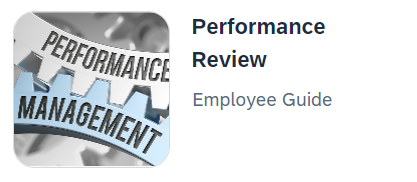 PERFORMANCE
MANAGEMENT
Performance
Review
Employee Guide